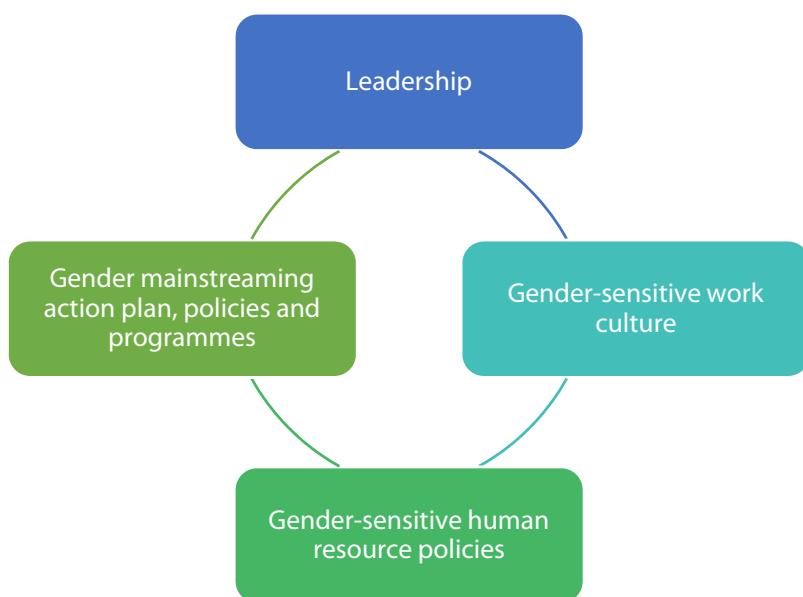 Leadership
Gender-sensitive work
culture
Gender-sensitive human
resource policies
Gender mainstreaming
action plan, policies and
programmes